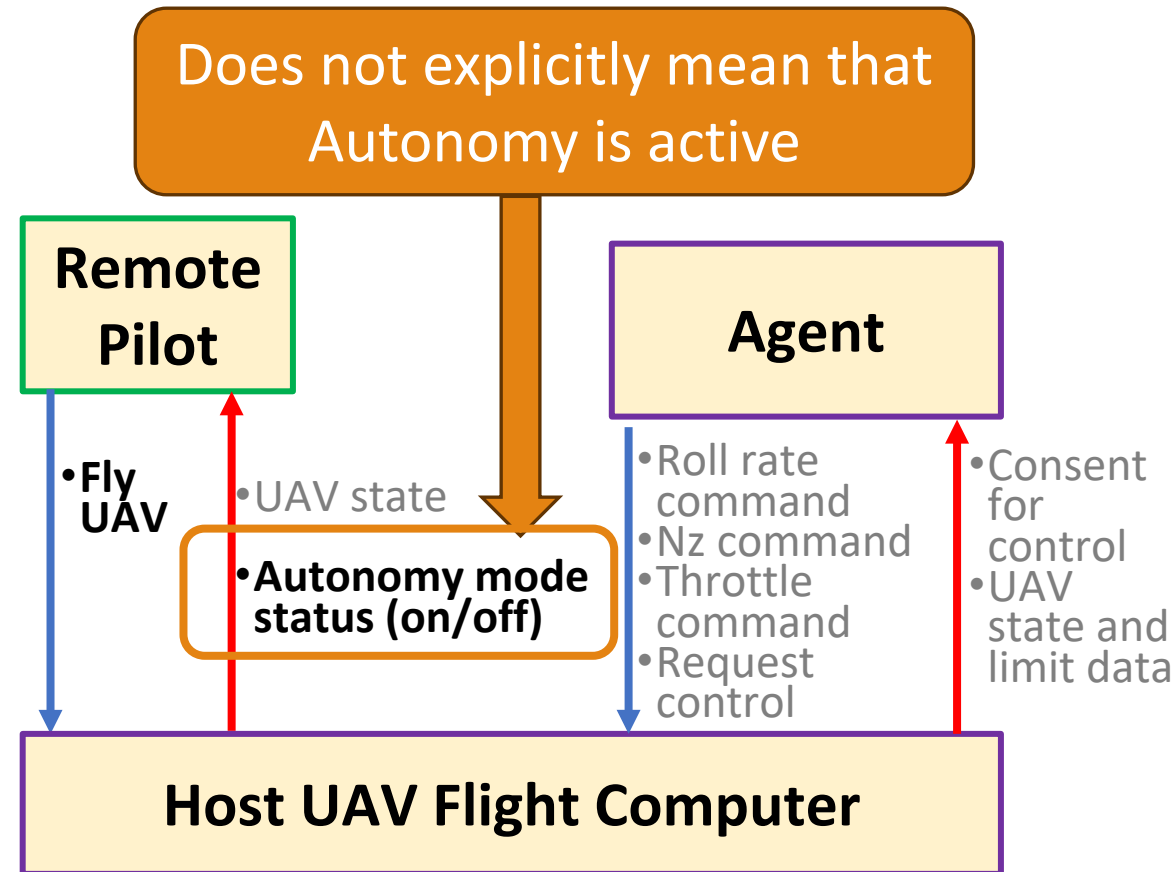 Does not explicitly mean that
Autonomy is active
Remote
Pilot
Agent
•Fly
UAV
•UAV state
•Autonomy mode
status (on/off)
•Roll rate
command
•Nz command
•Throttle
command
•Request
control
•Consent
for
control
•UAV
state and
limit data
Host UAV Flight Computer